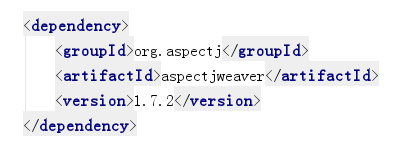 <dependency>
    <groupId>org.aspectj</groupId>
    <artifactId>aspectjweaver</artifactId>
    <version>1.7.2</version>
</dependency>